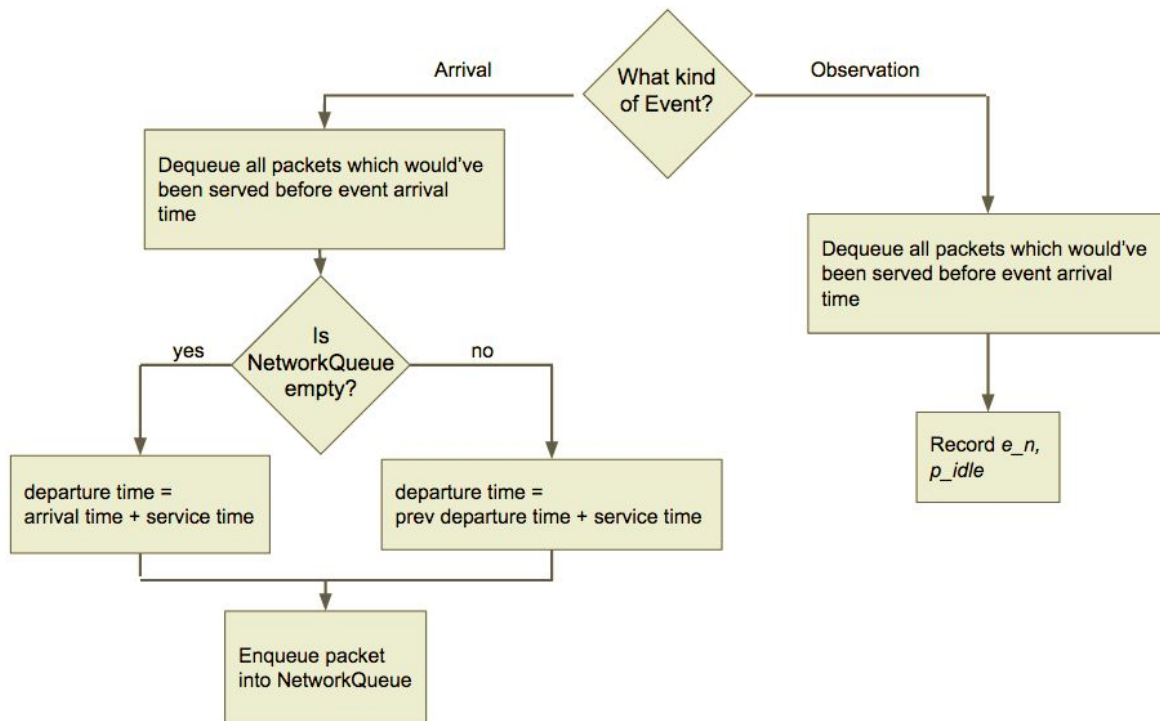 What kind
of Event?
Arrival
Observation
Dequeue all packets which would've
been served before event arrival
time
Dequeue all packets which would've
been served before event arrival
time
Is
NetworkQueue
empty?
yes
no
Record e_n,
p_idle
departure time =
arrival time + service time
departure time =
prev departure time + service time
Enqueue packet
into NetworkQueue